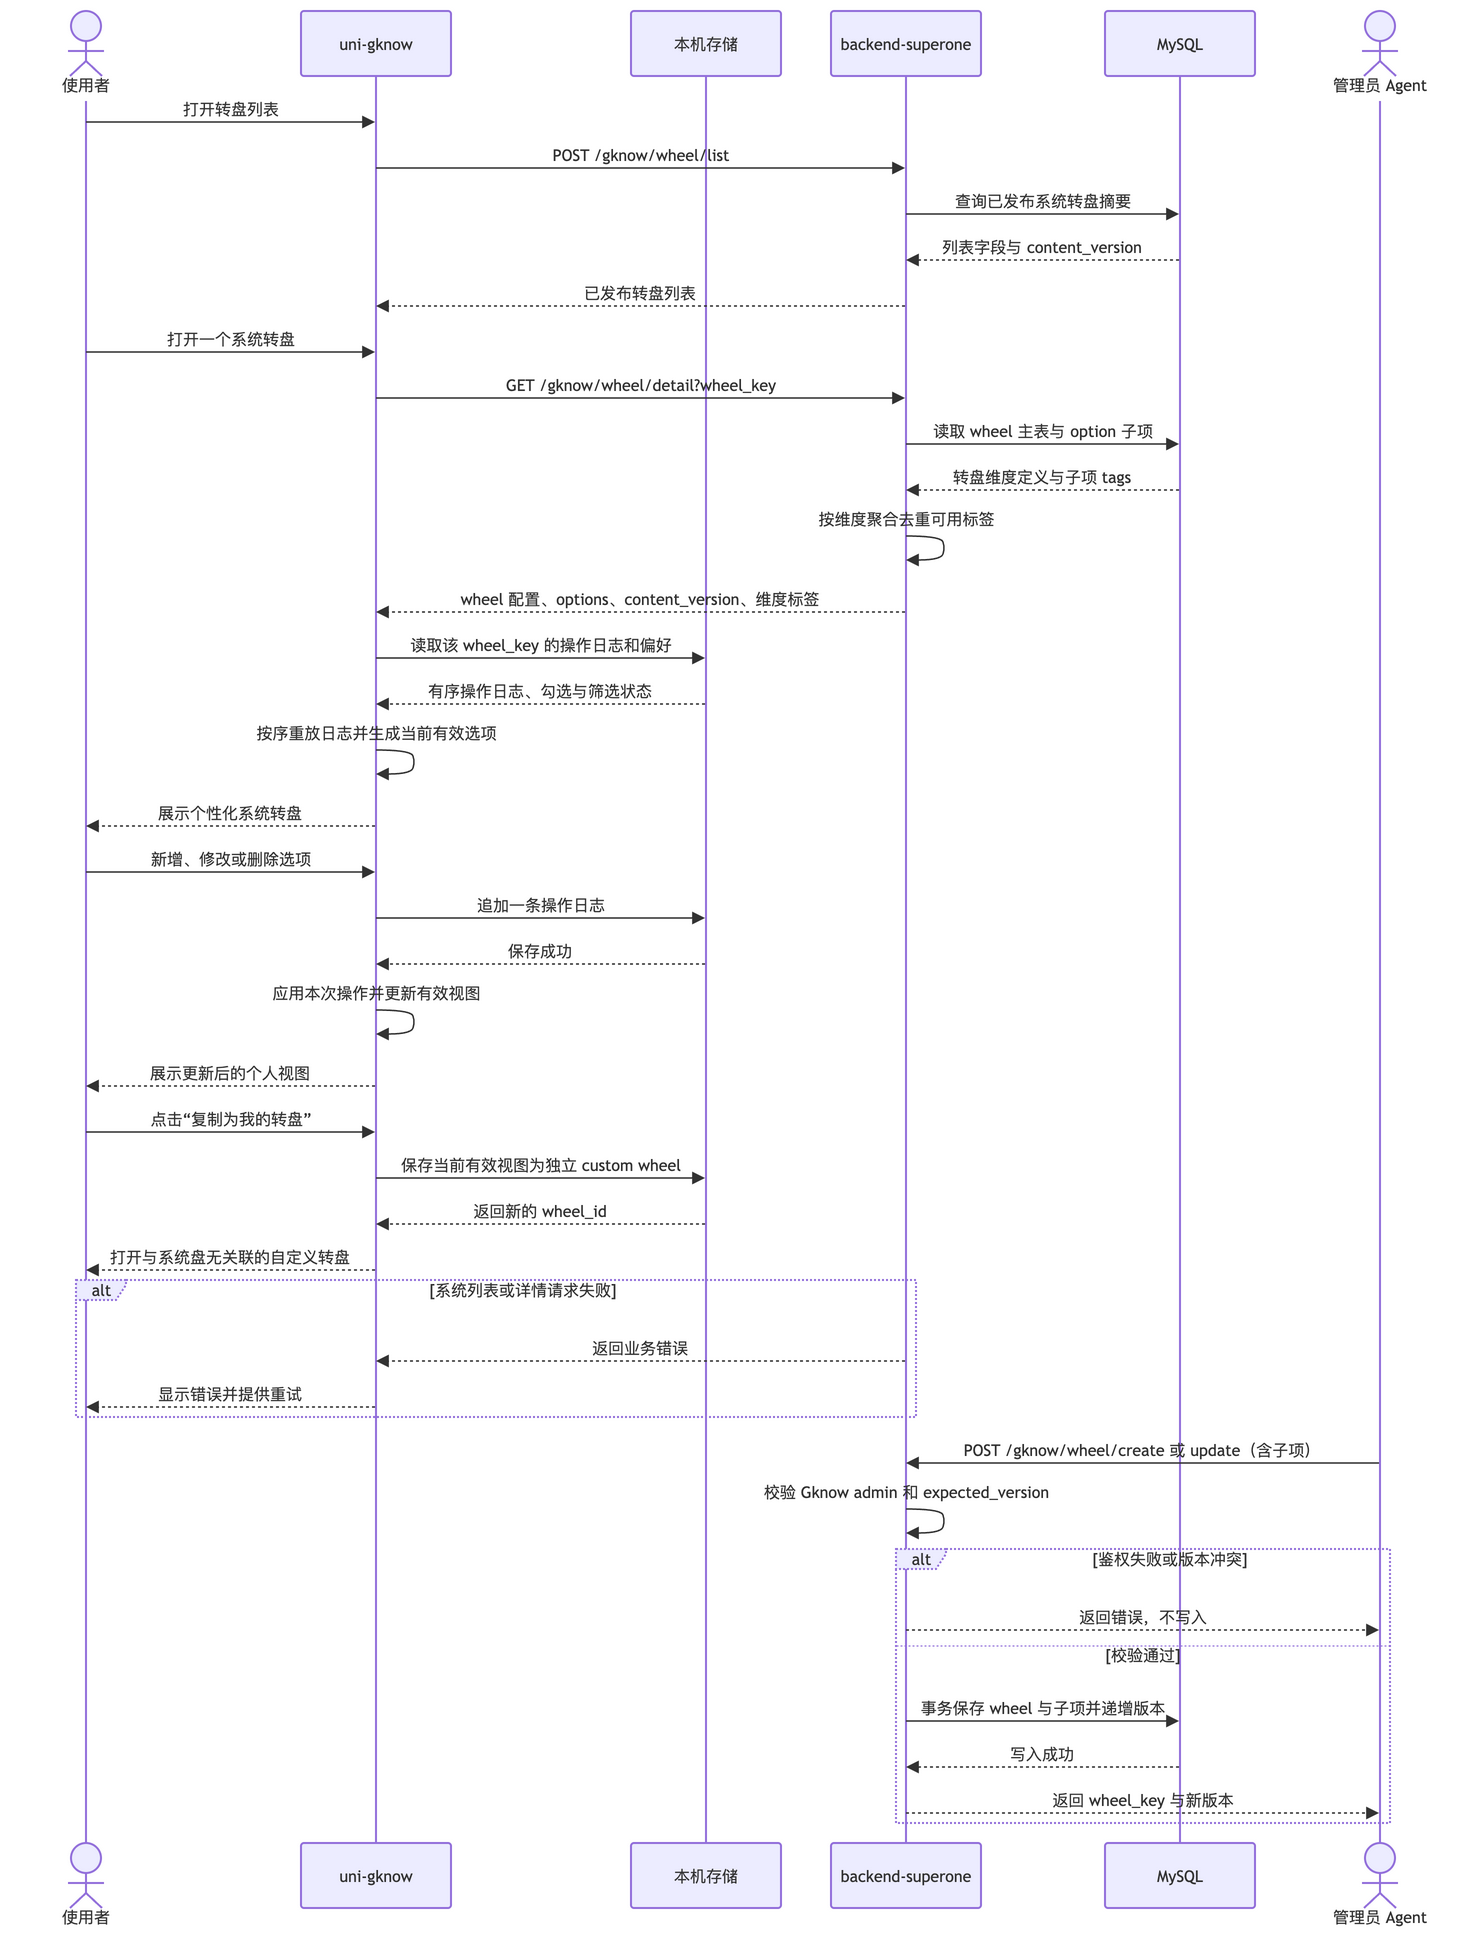 使用者
uni-gknow
本机存储
backend-superone
MySQL
管理员 Agent
打开转盘列表
POST /gknow/wheel/list
查询已发布系统转盘摘要
列表字段与 content_version
已发布转盘列表
打开一个系统转盘
GET /gknow/wheel/detail?wheel_key
读取 wheel 主表与 option 子项
转盘维度定义与子项 tags
按维度聚合去重可用标签
wheel 配置、options、content_version、维度标签
读取该 wheel_key 的操作日志和偏好
有序操作日志、勾选与筛选状态
按序重放日志并生成当前有效选项
展示个性化系统转盘
新增、修改或删除选项
追加一条操作日志
保存成功
应用本次操作并更新有效视图
展示更新后的个人视图
点击“复制为我的转盘”
保存当前有效视图为独立 custom wheel
返回新的 wheel_id
打开与系统盘无关联的自定义转盘
alt
[系统列表或详情请求失败]
返回业务错误
显示错误并提供重试
POST /gknow/wheel/create 或 update（含子项）
校验 Gknow admin 和 expected_version
alt
[鉴权失败或版本冲突]
返回错误，不写入
[校验通过]
事务保存 wheel 与子项并递增版本
写入成功
返回 wheel_key 与新版本
使用者
uni-gknow
本机存储
backend-superone
MySQL
管理员 Agent